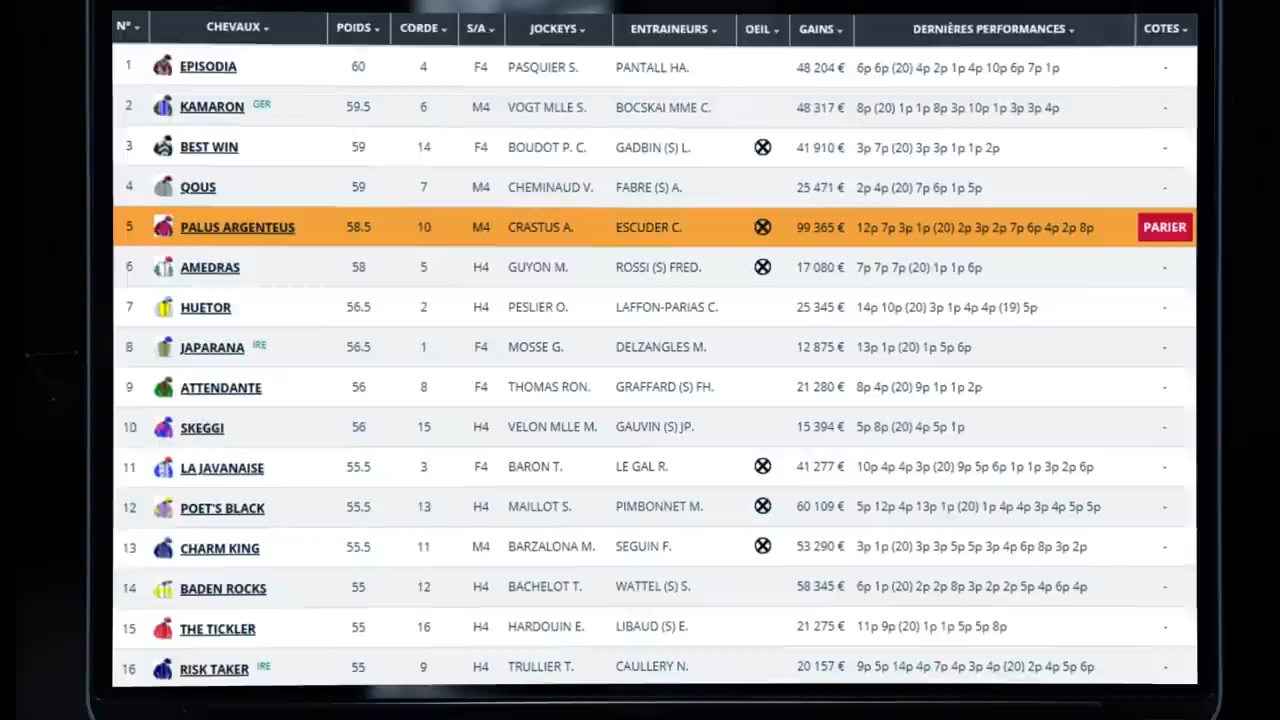 N° CHEVAUX POIDS CORDE S/A JOCKEYS ENTRAINEURS OEIL GAINS DERNIÈRES PERFORMANCES COTES
1 EPISODIA 60 4 F4 PASQUIER S. PANTALL HA. 48 204 € 6p 6p (20) 4p 2p 1p 4p 10p 6p 7p 1p -
2 KAMARON GER 59.5 6 M4 VOGT MLLE S. BOCSKAI MME C. 48 317 € 8p (20) 1p 1p 8p 3p 10p 1p 3p 3p 4p -
3 BEST WIN 59 14 F4 BOUDOT P. C. GADBIN (S) L. 41 910 € 3p 7p (20) 3p 3p 1p 1p 2p -
4 QOUS 59 7 M4 CHEMINAUD V. FABRE (S) A. 25 471 € 2p 4p (20) 7p 6p 1p 5p -
5 PALUS ARGENTEUS 58.5 10 M4 CRASTUS A. ESCUDER C. 99 365 € 12p 7p 3p 1p (20) 2p 3p 2p 7p 6p 4p 2p 8p PARIER
6 AMEDRAS 58 5 H4 GUYON M. ROSSI (S) FRED. 17 080 € 7p 7p 7p (20) 1p 1p 6p -
7 HUETOR 56.5 2 H4 PESLIER O. LAFFON-PARIAS C. 25 345 € 14p 10p (20) 3p 1p 4p 4p (19) 5p -
8 JAPARANA IRE 56.5 1 F4 MOSSE G. DELZANGLES M. 12 875 € 13p 1p (20) 1p 5p 6p -
9 ATTENDANTE 56 8 F4 THOMAS RON. GRAFFARD (S) FH. 21 280 € 8p 4p (20) 9p 1p 1p 2p -
10 SKEGGI 56 15 H4 VELON MLLE M. GAUVIN (S) JP. 15 394 € 5p 8p (20) 4p 5p 1p -
11 LA JAVANAISE 55.5 3 F4 BARON T. LE GAL R. 41 277 € 10p 4p 4p 3p (20) 9p 5p 6p 1p 1p 3p 2p 6p -
12 POET'S BLACK 55.5 13 H4 MAILLOT S. PIMBONNET M. 60 109 € 5p 12p 4p 13p 1p (20) 1p 4p 4p 3p 4p 5p 5p -
13 CHARM KING 55.5 11 M4 BARZALONA M. SEGUIN F. 53 290 € 3p 1p (20) 3p 3p 5p 5p 3p 4p 6p 8p 3p 2p -
14 BADEN ROCKS 55 12 H4 BACHELOT T. WATTEL (S) S. 58 345 € 6p 1p (20) 2p 2p 8p 3p 2p 2p 5p 4p 6p 4p -
15 THE TICKLER 55 16 H4 HARDOUIN E. LIBAUD (S) E. 21 275 € 11p 9p (20) 1p 1p 5p 5p 8p -
16 RISK TAKER IRE 55 9 H4 TRULLIER T. CAULLERY N. 20 157 € 9p 5p 14p 4p 7p 4p 3p 4p (20) 2p 4p 5p 6p -